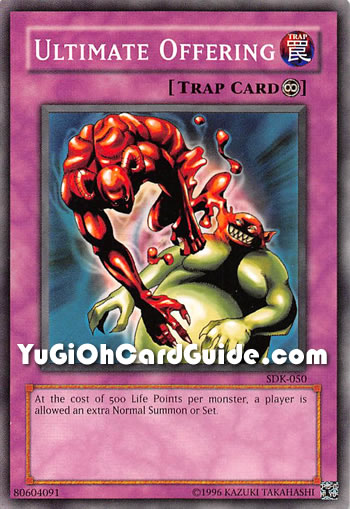 ULTIMATE OFFERING
TRAP
罠
[TRAP CARD∞]
YuGiOhCardGuide.com
SDK-050
At the cost of 500 Life Points per monster, a player is
allowed an extra Normal Summon or Set.
80604091
©1996 KAZUKI TAKAHASHI